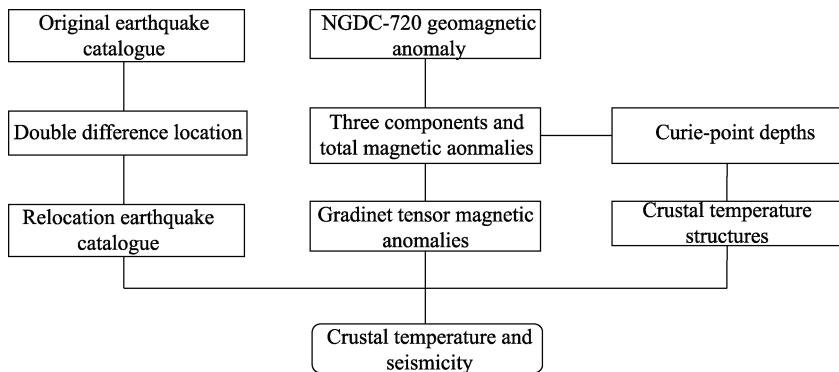 Original earthquake
catalogue
NGDC-720 geomagnetic
anomaly
Double difference location
Three components and
total magnetic aonmalies
Curie-point depths
Relocation earthquake
catalogue
Gradinet tensor magnetic
anomalies
Crustal temperature
structures
Crustal temperature and
seismicity